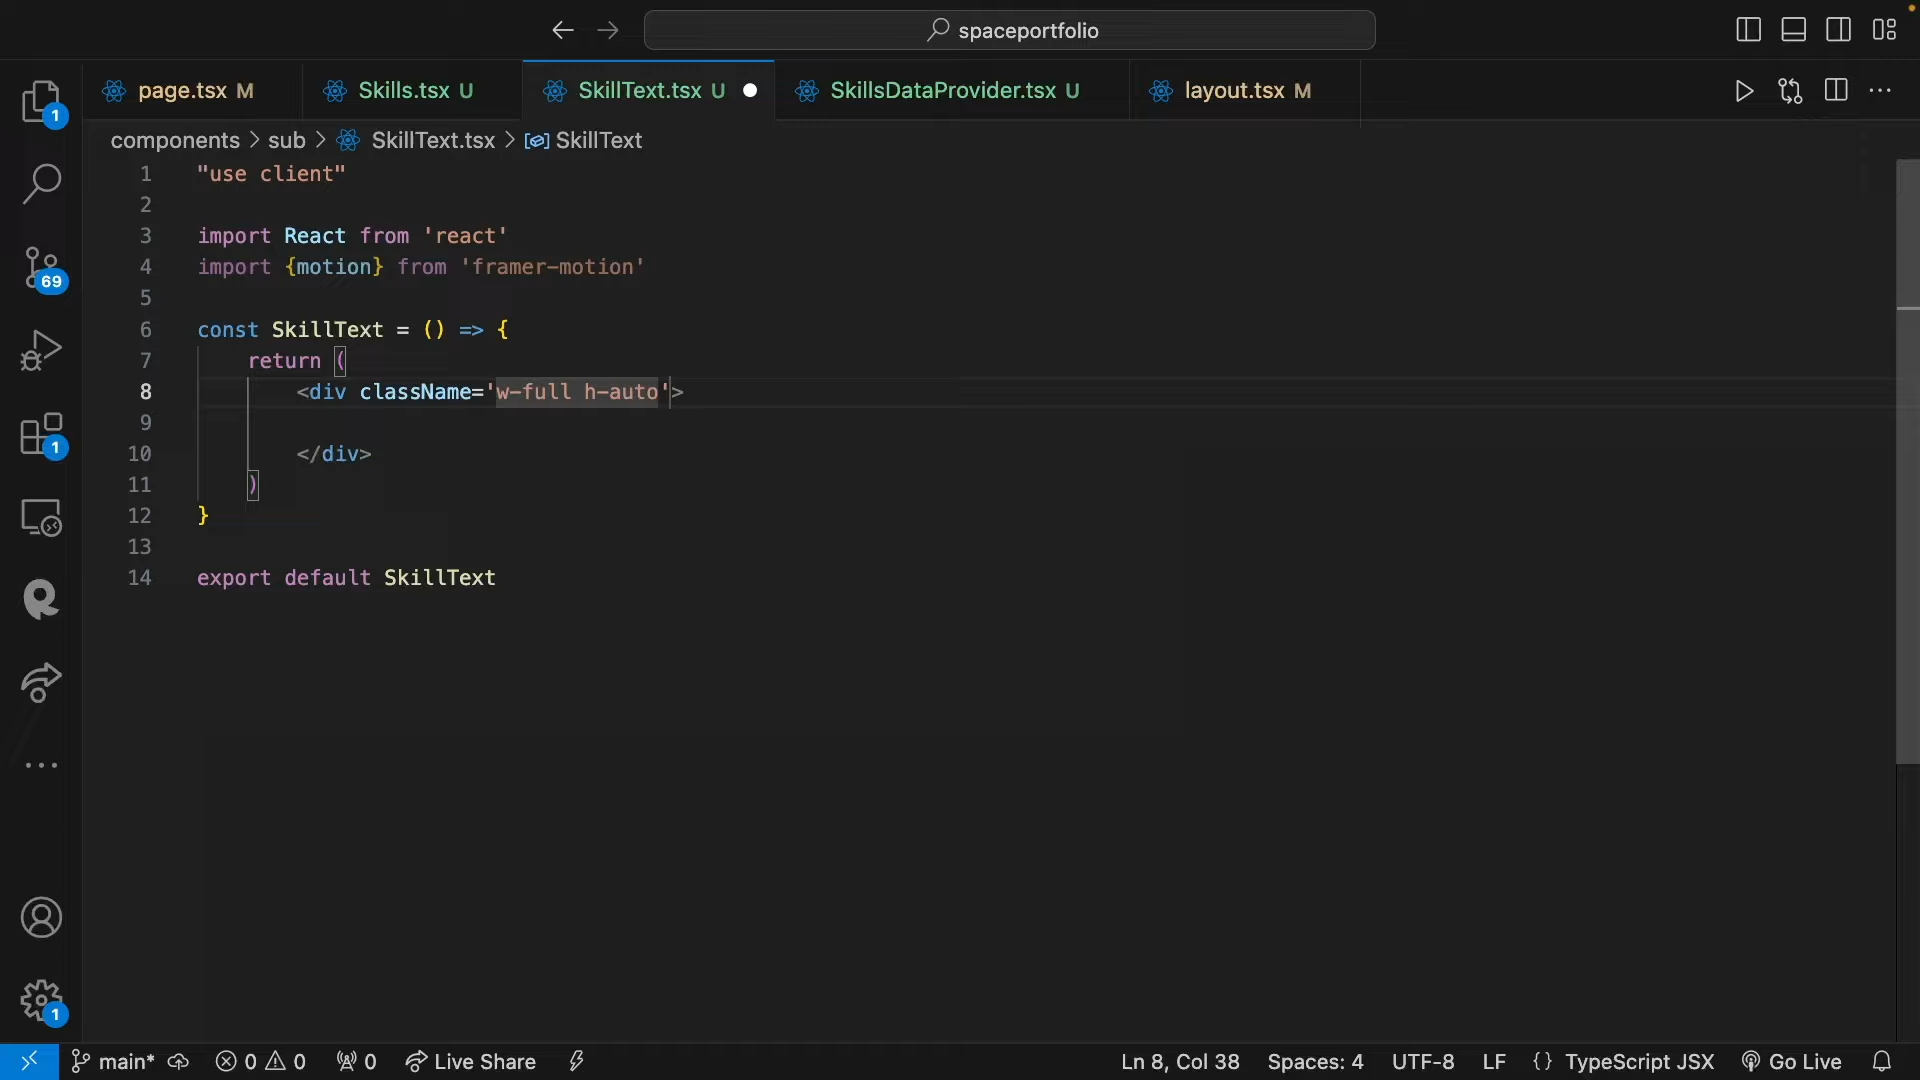 spaceportfolio
page.tsx M
Skills.tsx U
SkillText.tsx U
SkillsDataProvider.tsx U
layout.tsx M
1
components > sub > SkillText.tsx > SkillText
1 "use client"
2
3 import React from 'react'
4 import {motion} from 'framer-motion'
5
6 const SkillText = () => {
7 return (
8 <div className='w-full h-auto'>
9
10 </div>
11 )
12 }
13
14 export default SkillText
69
1
1
main* 0 0 0 Live Share Ln 8, Col 38 Spaces: 4 UTF-8 LF {} TypeScript JSX Go Live